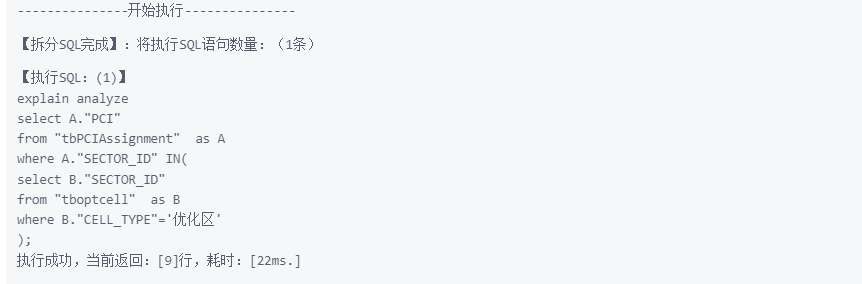 ---------------开始执行---------------
【拆分SQL完成】：将执行SQL语句数量：（1条）
【执行SQL：(1)】
explain analyze
select A."PCI"
from "tbPCIAssignment"  as A
where A."SECTOR_ID" IN(
select B."SECTOR_ID"
from "tboptcell"  as B
where B."CELL_TYPE"='优化区'
);
执行成功，当前返回：[9]行，耗时：[22ms.]